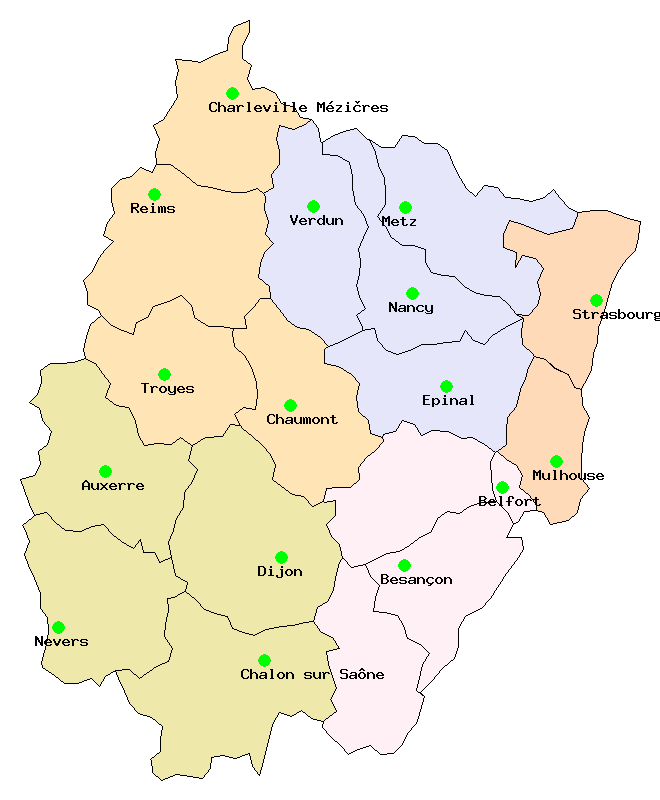 Charleville Mézičres
Reims
Verdun
Metz
Nancy
Strasbourg
Troyes
Epinal
Chaumont
Auxerre
Mulhouse
Belfort
Dijon
Besançon
Nevers
Chalon sur Saône